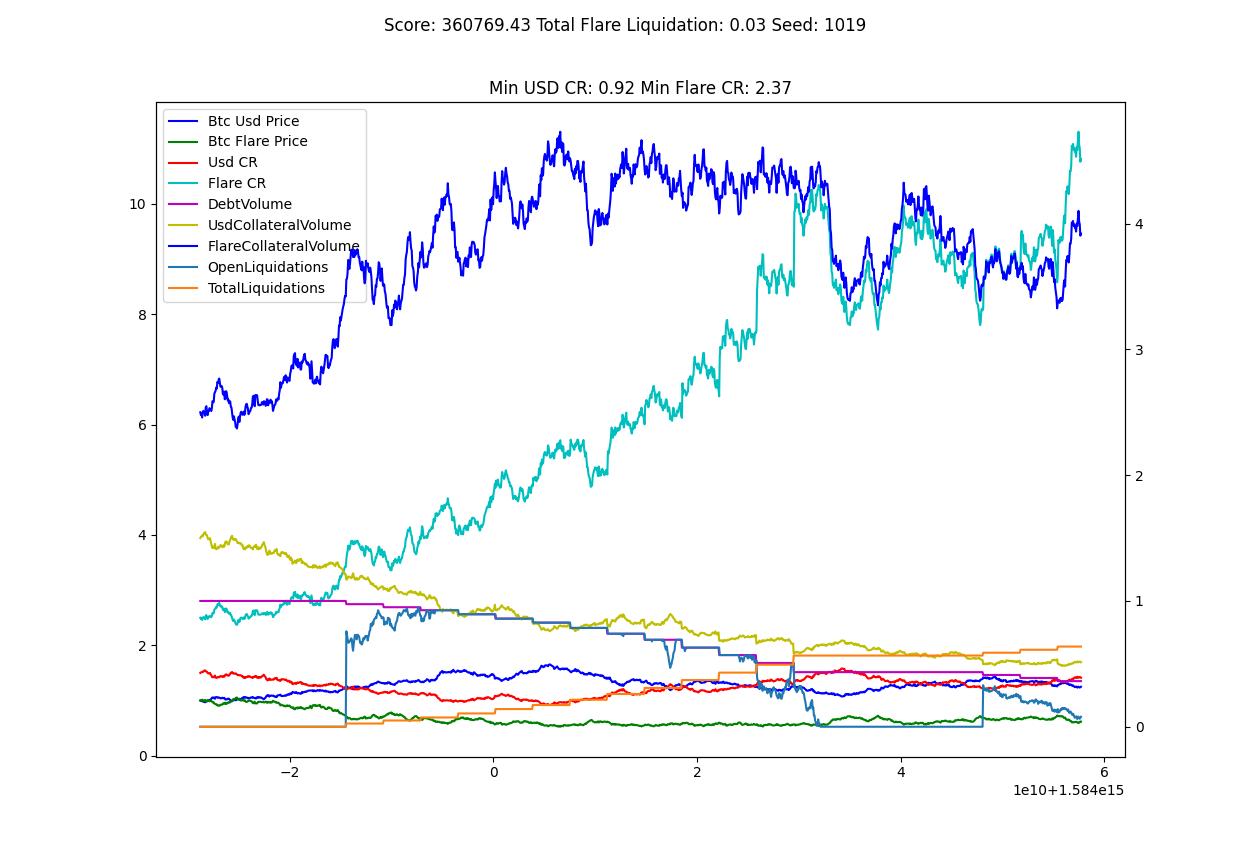 Score: 360769.43 Total Flare Liquidation: 0.03 Seed: 1019
Min USD CR: 0.92 Min Flare CR: 2.37
Btc Usd Price
Btc Flare Price
Usd CR
Flare CR
DebtVolume
UsdCollateralVolume
FlareCollateralVolume
OpenLiquidations
TotalLiquidations
10
8
6
4
2
0
4
3
2
1
0
−2
0
2
4
6
1e10+1.584e15